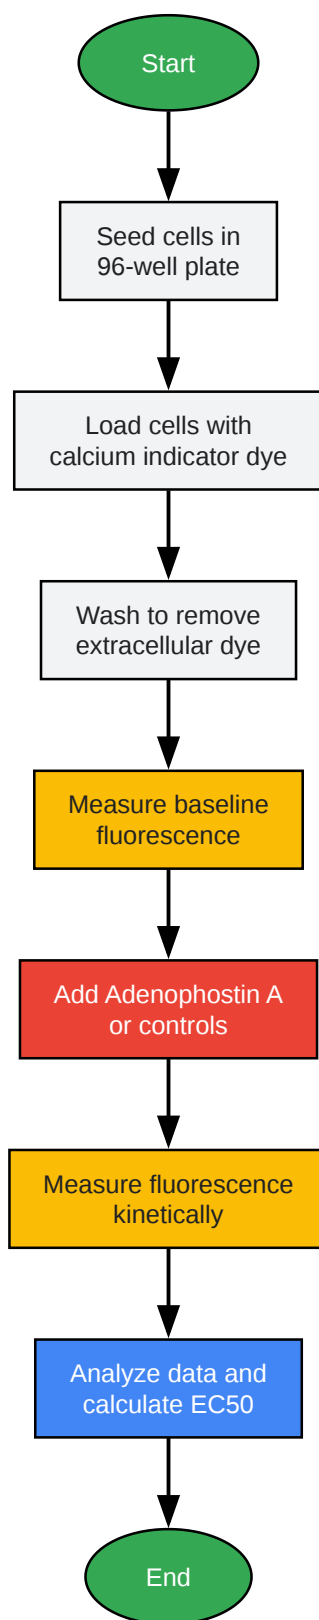 Start
Seed cells in
96-well plate
Load cells with
calcium indicator dye
Wash to remove
extracellular dye
Measure baseline
fluorescence
Add Adenophostin A
or controls
Measure fluorescence
kinetically
Analyze data and
calculate EC50
End